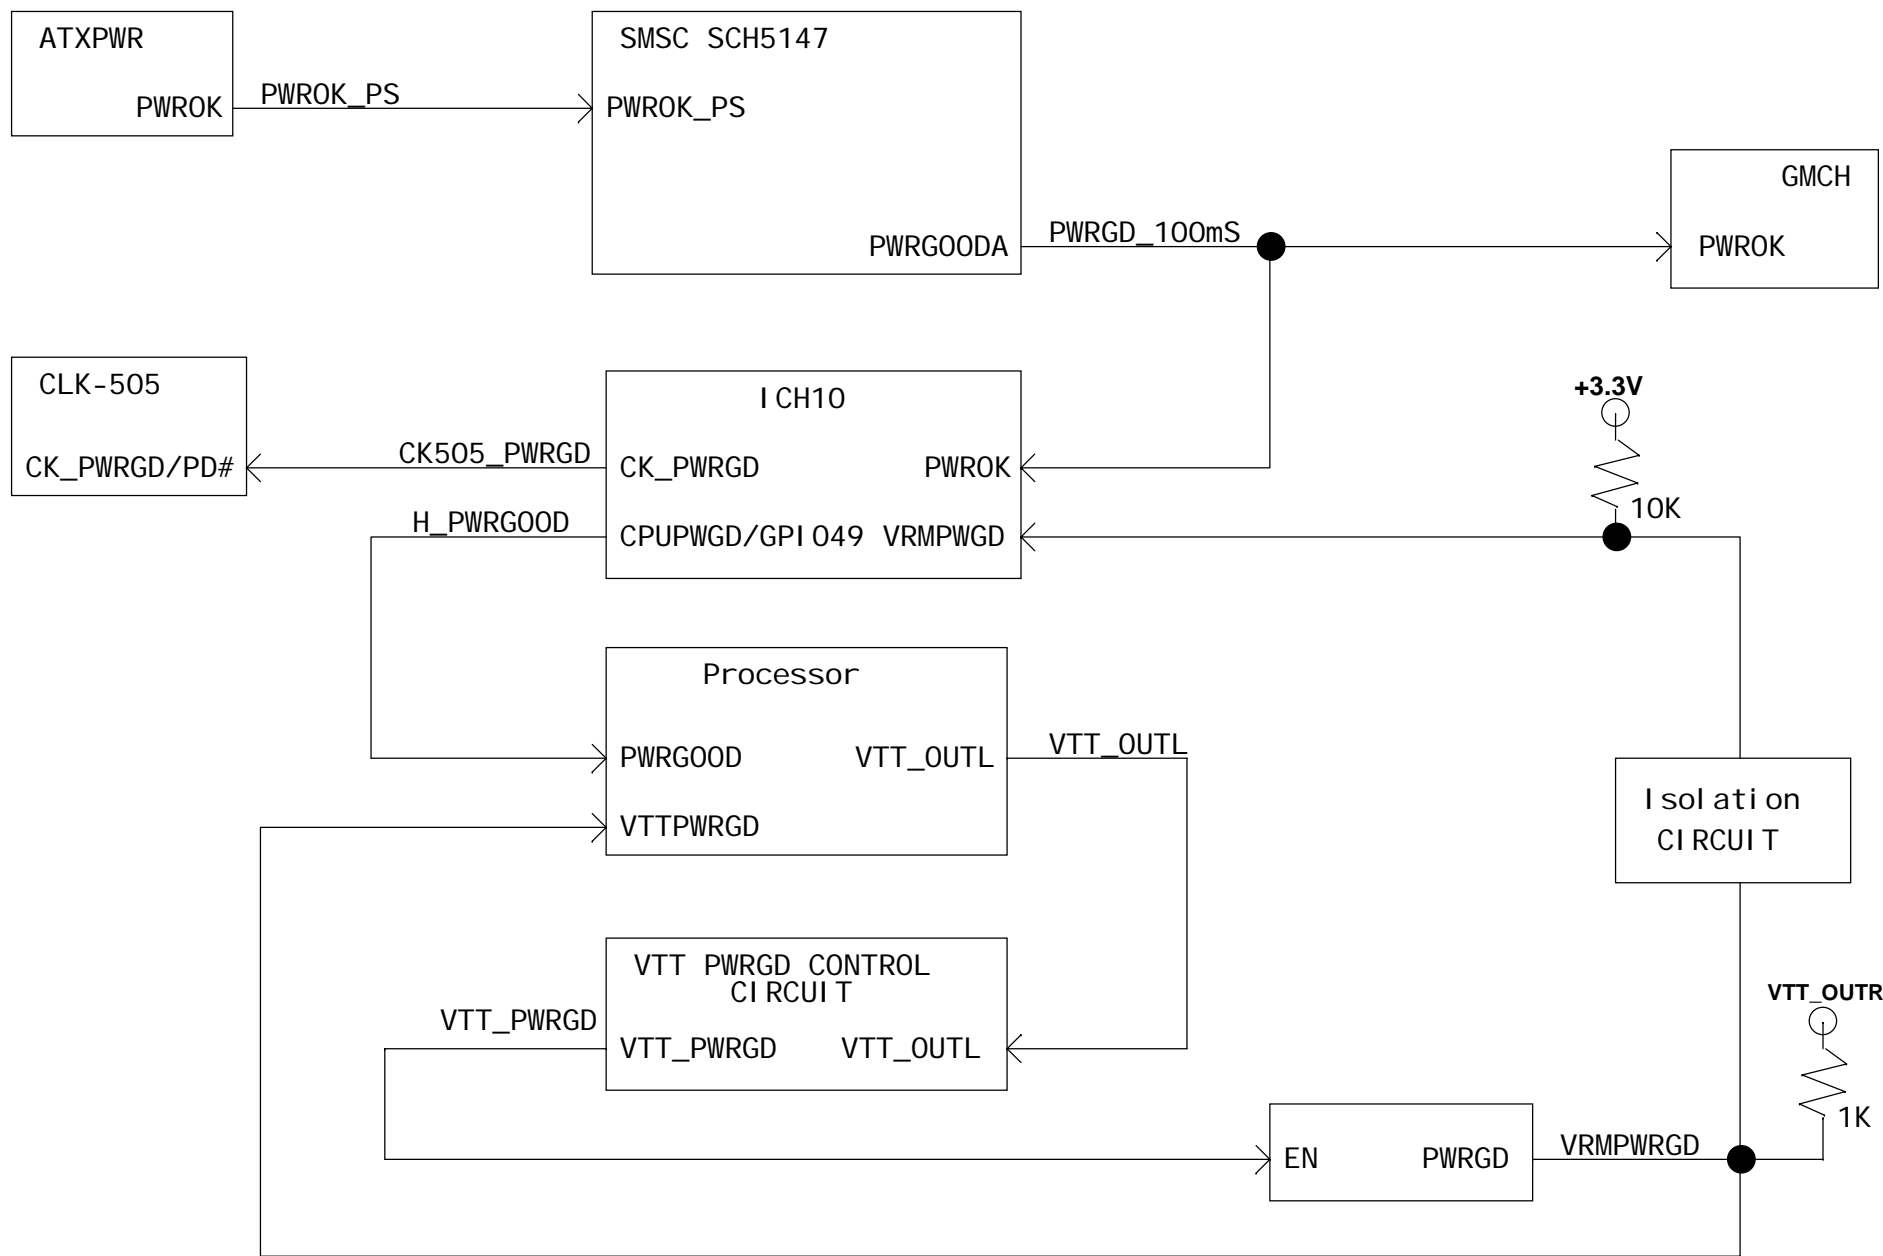 ATXPWR
PWROK
PWROK_PS
SMSC SCH5147
PWROK_PS
PWRGOODA
PWRGD_100mS
GMCH
PWROK
CLK-505
CK_PWRGD/PD#
CK505_PWRGD
H_PWRGOOD
ICH10
CK_PWRGD
PWROK
CPUPWGD/GPIO49
VRMPWGD
+3.3V
10K
Processor
PWRGOOD
VTT_OUTL
VTTPWRGD
VTT_OUTL
Isolation
CIRCUIT
VTT PWRGD CONTROL
CIRCUIT
VTT_PWRGD
VTT_PWRGD
VTT_OUTL
VTT_OUTR
1K
EN
PWRGD
VRMPWRGD